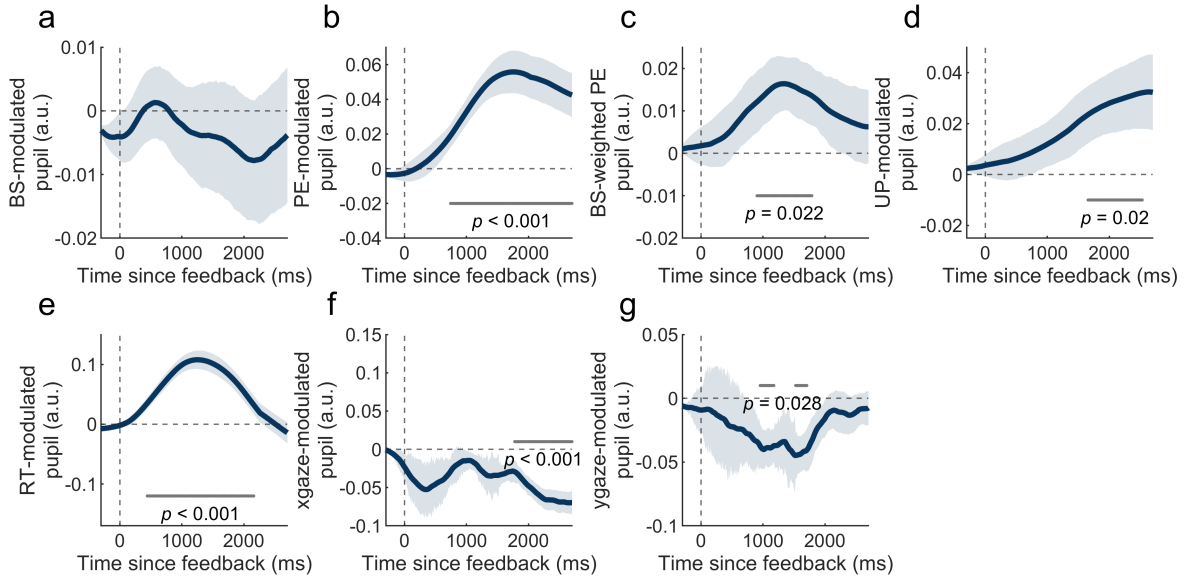 a
BS-modulated
pupil (a.u.)
0.01
0
-0.01
-0.02
0
1000
2000
Time since feedback (ms)
b
PE-modulated
pupil (a.u.)
0.06
0.04
0.02
0
-0.02
-0.04
p < 0.001
0
1000
2000
Time since feedback (ms)
c
BS-weighted PE
pupil (a.u.)
0.02
0.01
0
-0.01
-0.02
p = 0.022
0
1000
2000
Time since feedback (ms)
d
UP-modulated
pupil (a.u.)
0.04
0.02
0
-0.02
p = 0.02
0
1000
2000
Time since feedback (ms)
e
RT-modulated
pupil (a.u.)
0.1
0
-0.1
p < 0.001
0
1000
2000
Time since feedback (ms)
f
xgaze-modulated
pupil (a.u.)
0.15
0.1
0.05
0
-0.05
-0.1
p < 0.001
0
1000
2000
Time since feedback (ms)
g
ygaze-modulated
pupil (a.u.)
0.05
0
-0.05
-0.1
p = 0.028
0
1000
2000
Time since feedback (ms)